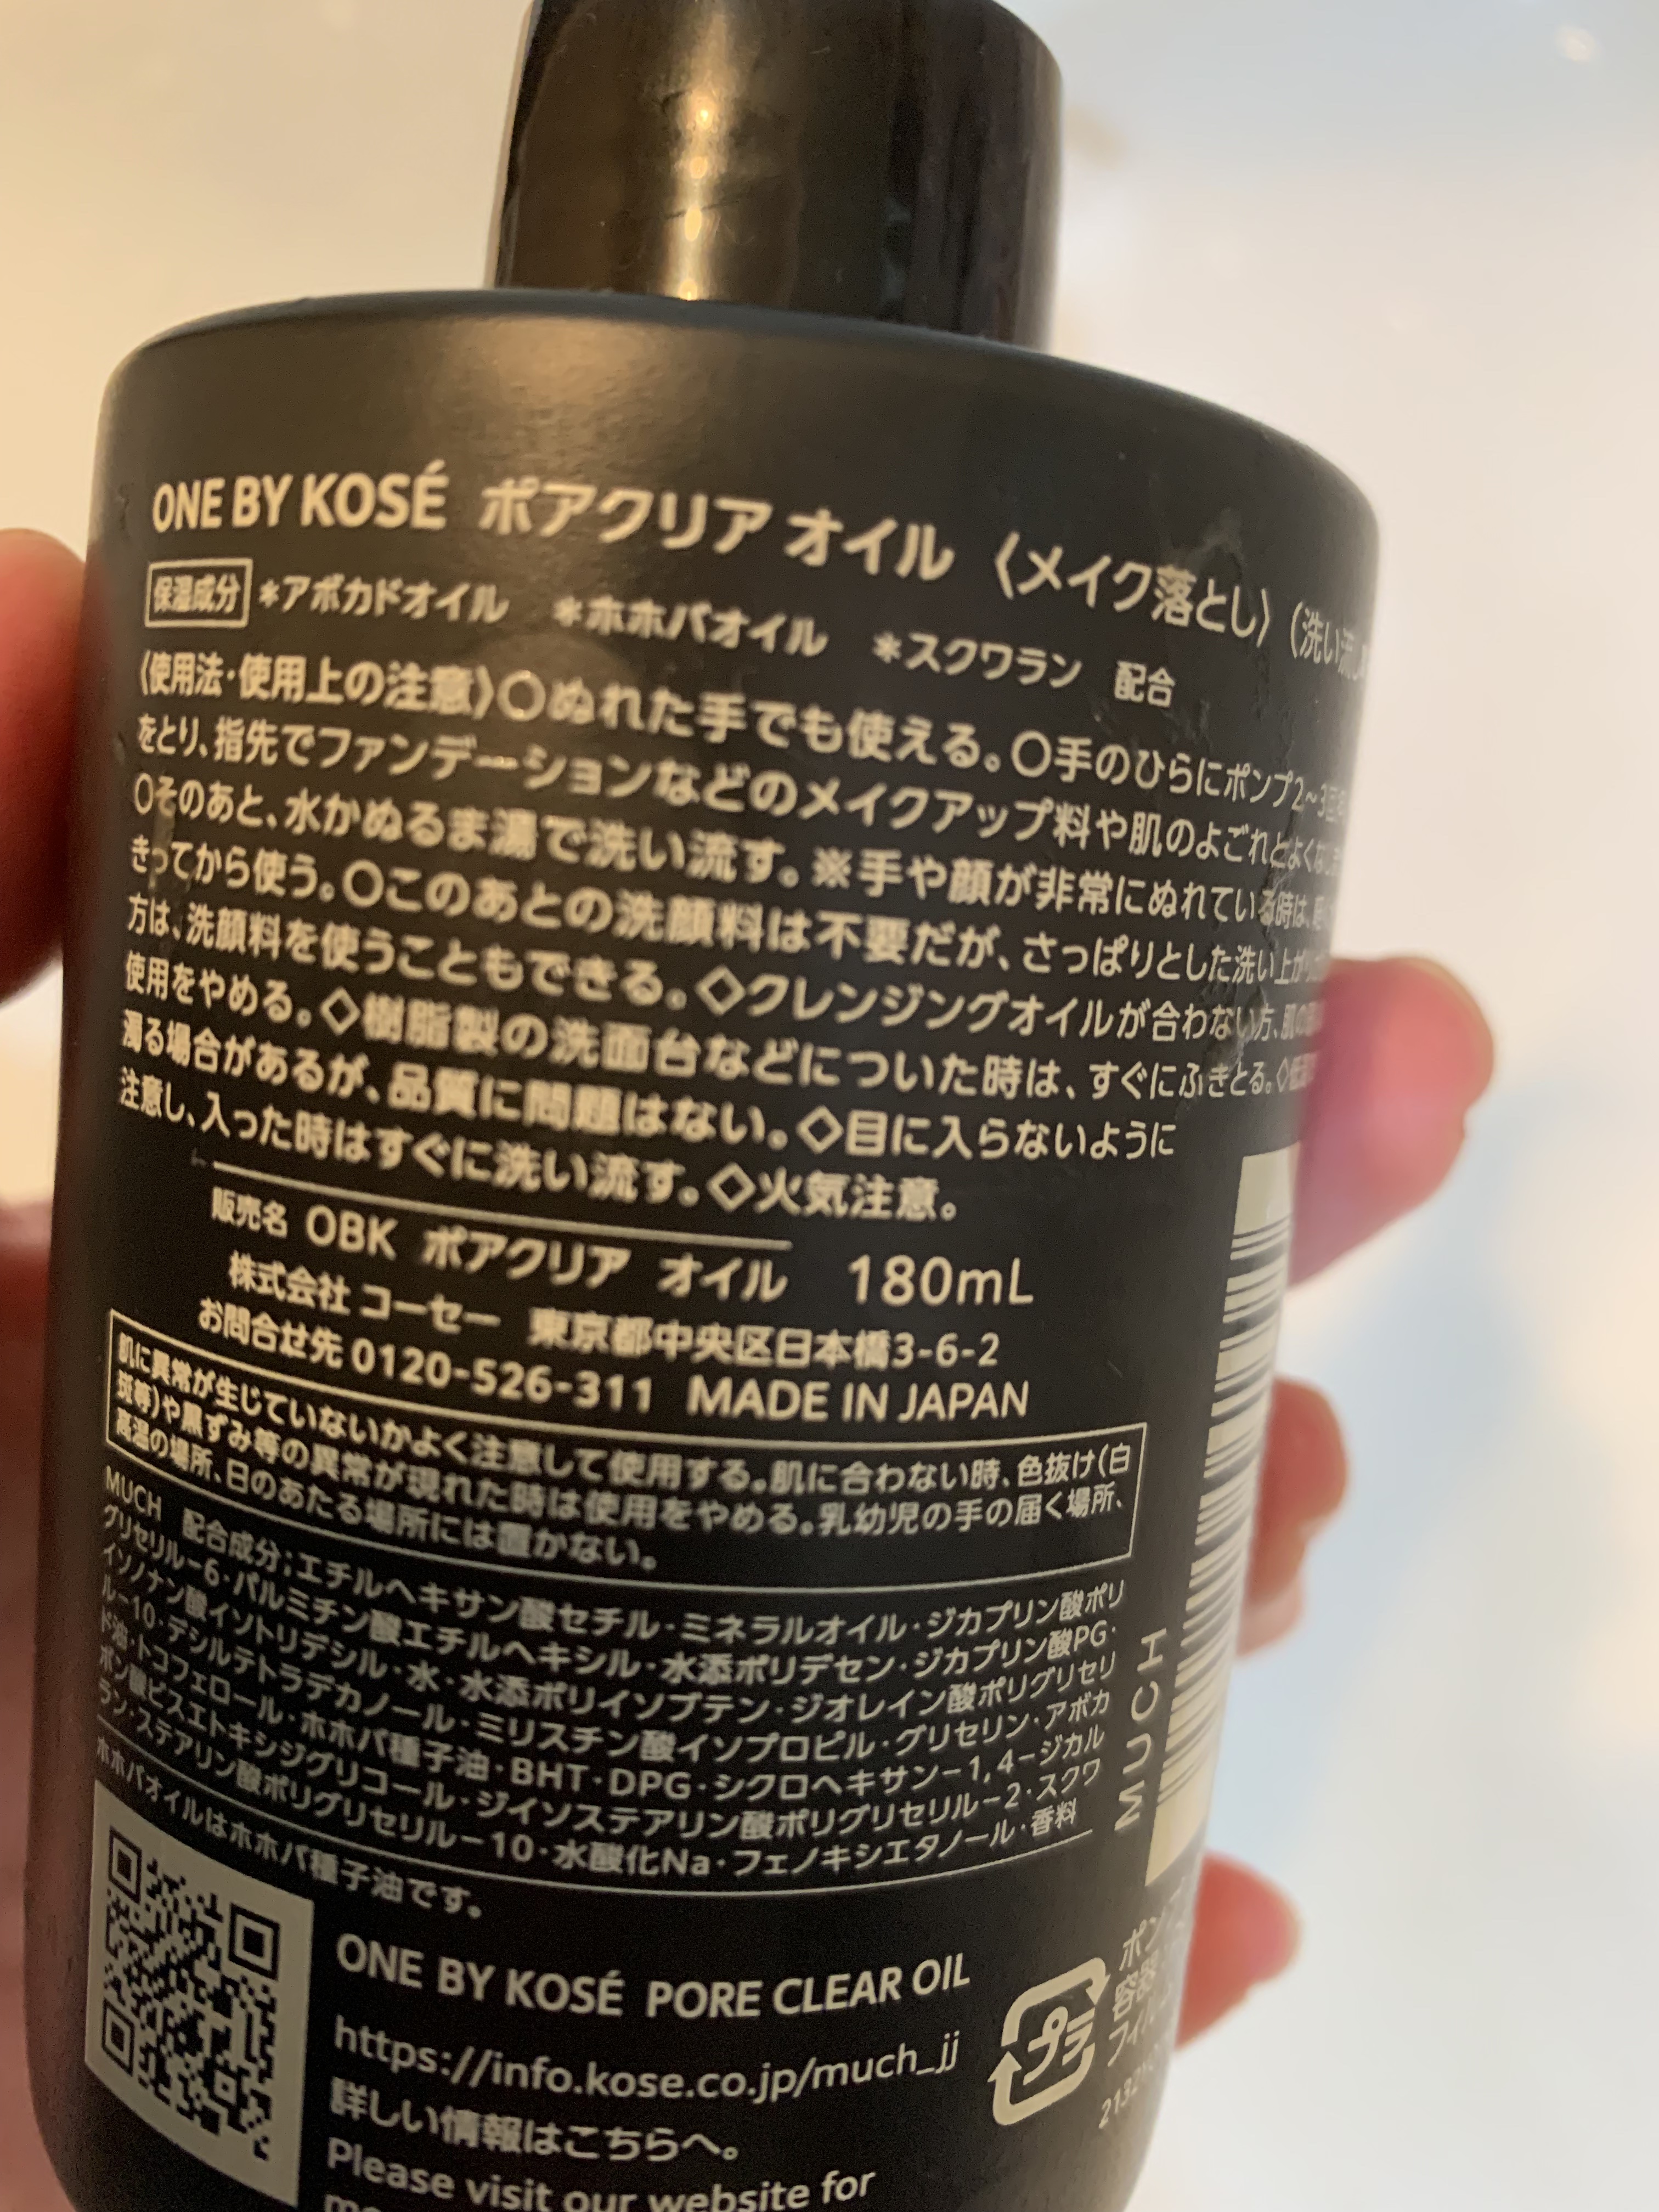 ONE BY KOSÉ ポアクリア オイル 〈メイク落とし〉(洗い流し
保湿成分 *アボカドオイル *ホホバオイル *スクワラン 配合
〈使用法・使用上の注意〉○ぬれた手でも使える。○手のひらにポンプ2~3回
をとり、指先でファンデーションなどのメイクアップ料や肌のよごれとよくな
○そのあと、水かぬるま湯で洗い流す。※手や顔が非常にぬれている時は、
きってから使う。○このあとの洗顔料は不要だが、さっぱりとした洗い上がり
方は、洗顔料を使うこともできる。◇クレンジングオイルが合わない方、肌の
使用をやめる。◇樹脂製の洗面台などについた時は、すぐにふきとる。◇低温
濁る場合があるが、品質に問題はない。◇目に入らないように
注意し、入った時はすぐに洗い流す。◇火気注意。
販売名 OBK ポアクリア オイル 180mL
株式会社 コーセー 東京都中央区日本橋3-6-2
お問合せ先 0120-526-311 MADE IN JAPAN
肌に異常が生じていないかよく注意して使用する。肌に合わない時、色抜け(白
斑等)や黒ずみ等の異常が現れた時は使用をやめる。乳幼児の手の届く場所、
高温の場所、日のあたる場所には置かない。
MUCH 配合成分;エチルヘキサン酸セチル・ミネラルオイル・ジカプリン酸ポリ
グリセリル-6・パルミチン酸エチルヘキシル・水添ポリデセン・ジカプリン酸PG・
イソノナン酸イソトリデシル・水・水添ポリイソブテン・ジオレイン酸ポリグリセリ
ル-10・デシルテトラデカノール・ミリスチン酸イソプロピル・グリセリン・アボカ
ド油・トコフェロール・ホホバ種子油・BHT・DPG・シクロヘキサン-1,4-ジカル
ボン酸ビスエトキシジグリコール・ジイソステアリン酸ポリグリセリル-2・スクワ
ラン・ステアリン酸ポリグリセリル-10・水酸化Na・フェノキシエタノール・香料
ホホバオイルはホホバ種子油です。
MUCH
ONE BY KOSÉ PORE CLEAR OIL
https://info.kose.co.jp/much_jj
詳しい情報はこちらへ。
Please visit our website for
プラ
ポン
容器
フィル
2132